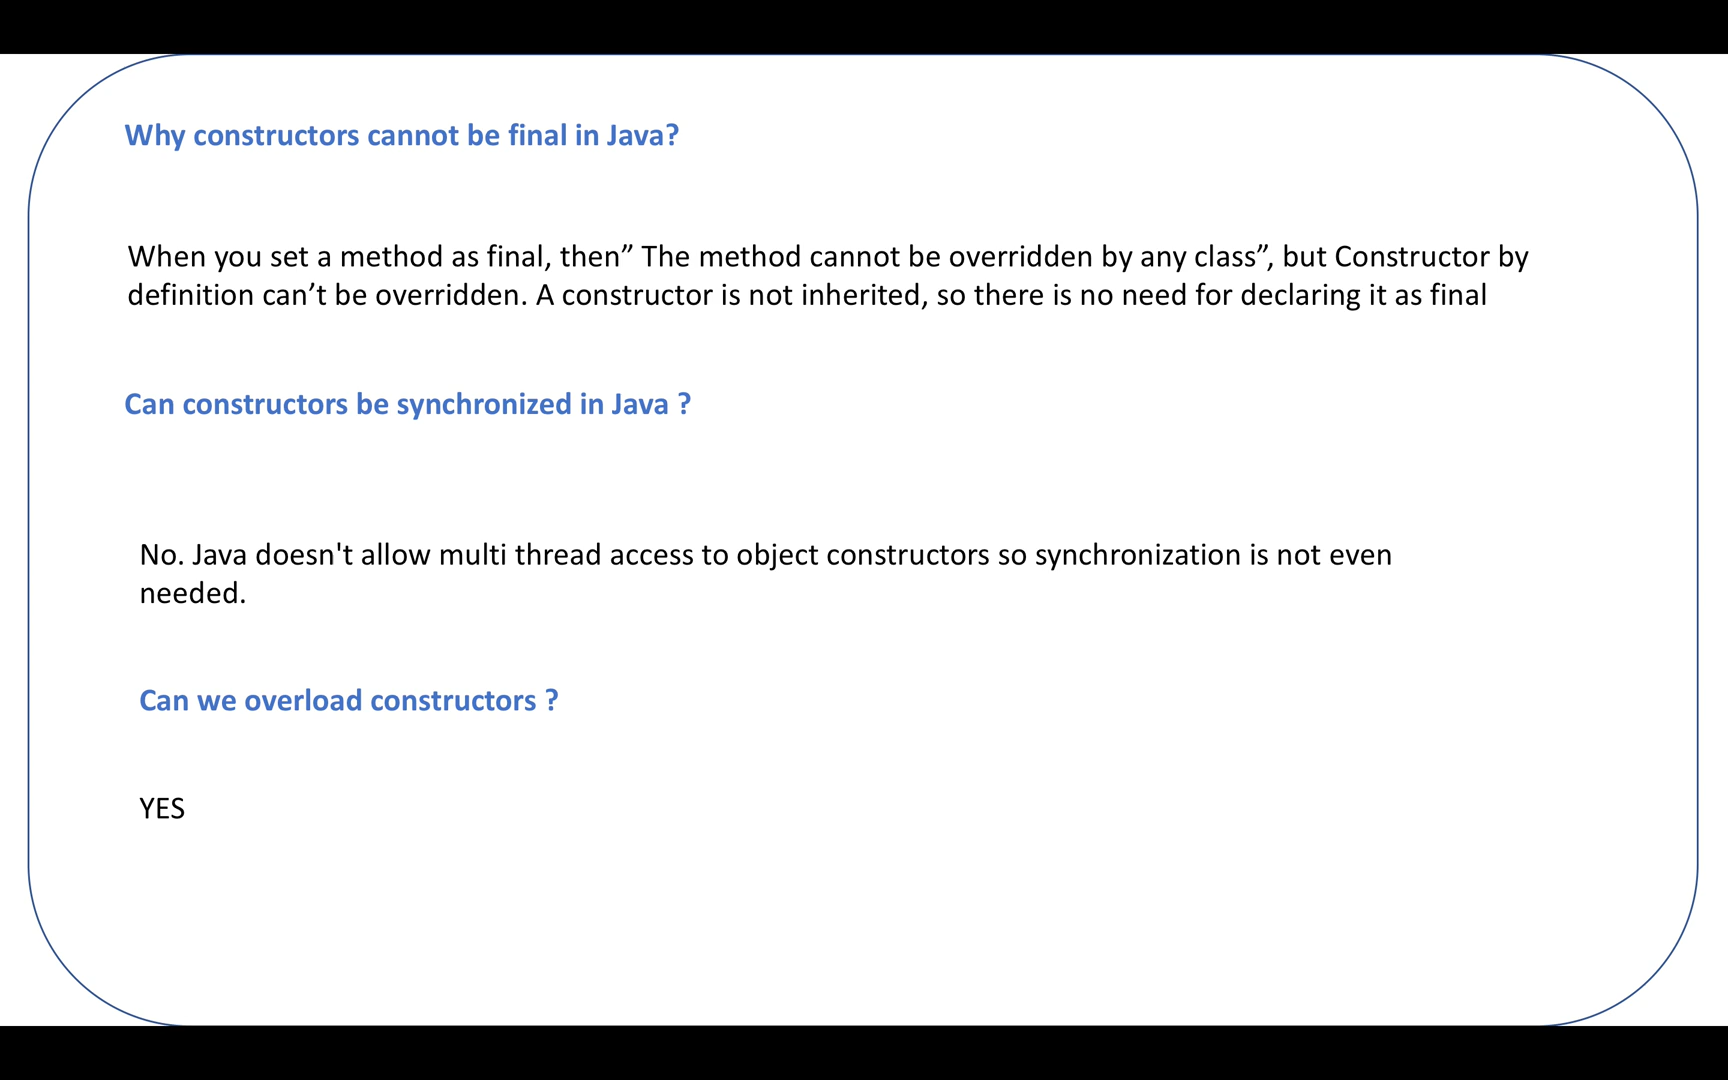 Why constructors cannot be final in Java?
When you set a method as final, then” The method cannot be overridden by any class”, but Constructor by
definition can’t be overridden. A constructor is not inherited, so there is no need for declaring it as final
Can constructors be synchronized in Java ?
No. Java doesn't allow multi thread access to object constructors so synchronization is not even
needed.
Can we overload constructors ?
YES